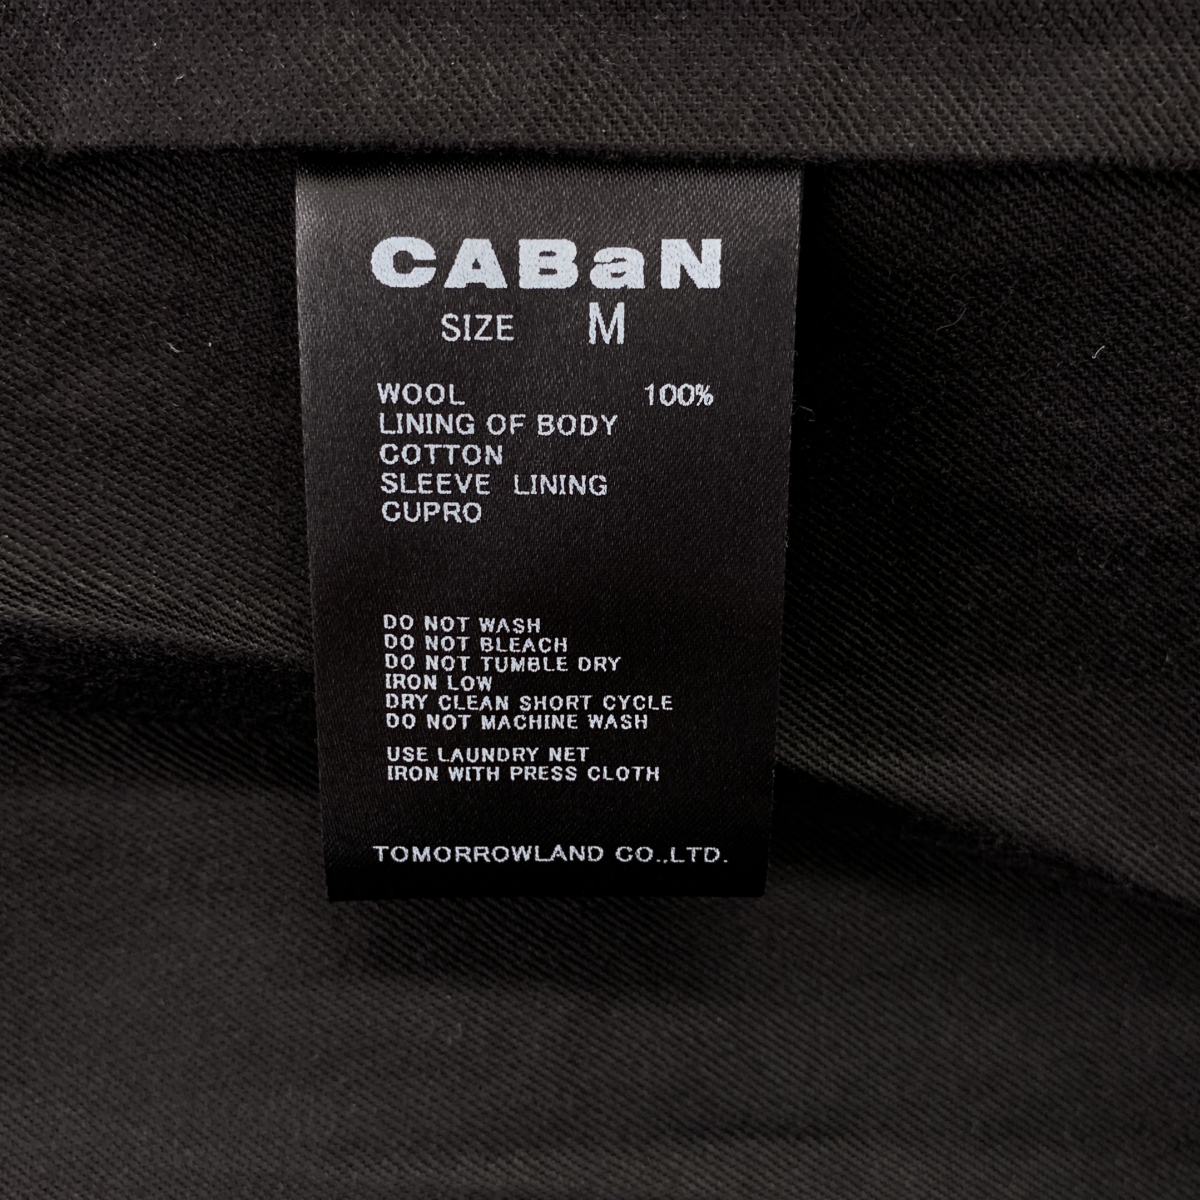 CABaN
SIZE M
WOOL 100%
LINING OF BODY
COTTON
SLEEVE LINING
CUPRO
DO NOT WASH
DO NOT BLEACH
DO NOT TUMBLE DRY
IRON LOW
DRY CLEAN SHORT CYCLE
DO NOT MACHINE WASH
USE LAUNDRY NET
IRON WITH PRESS CLOTH
TOMORROWLAND CO.,LTD.